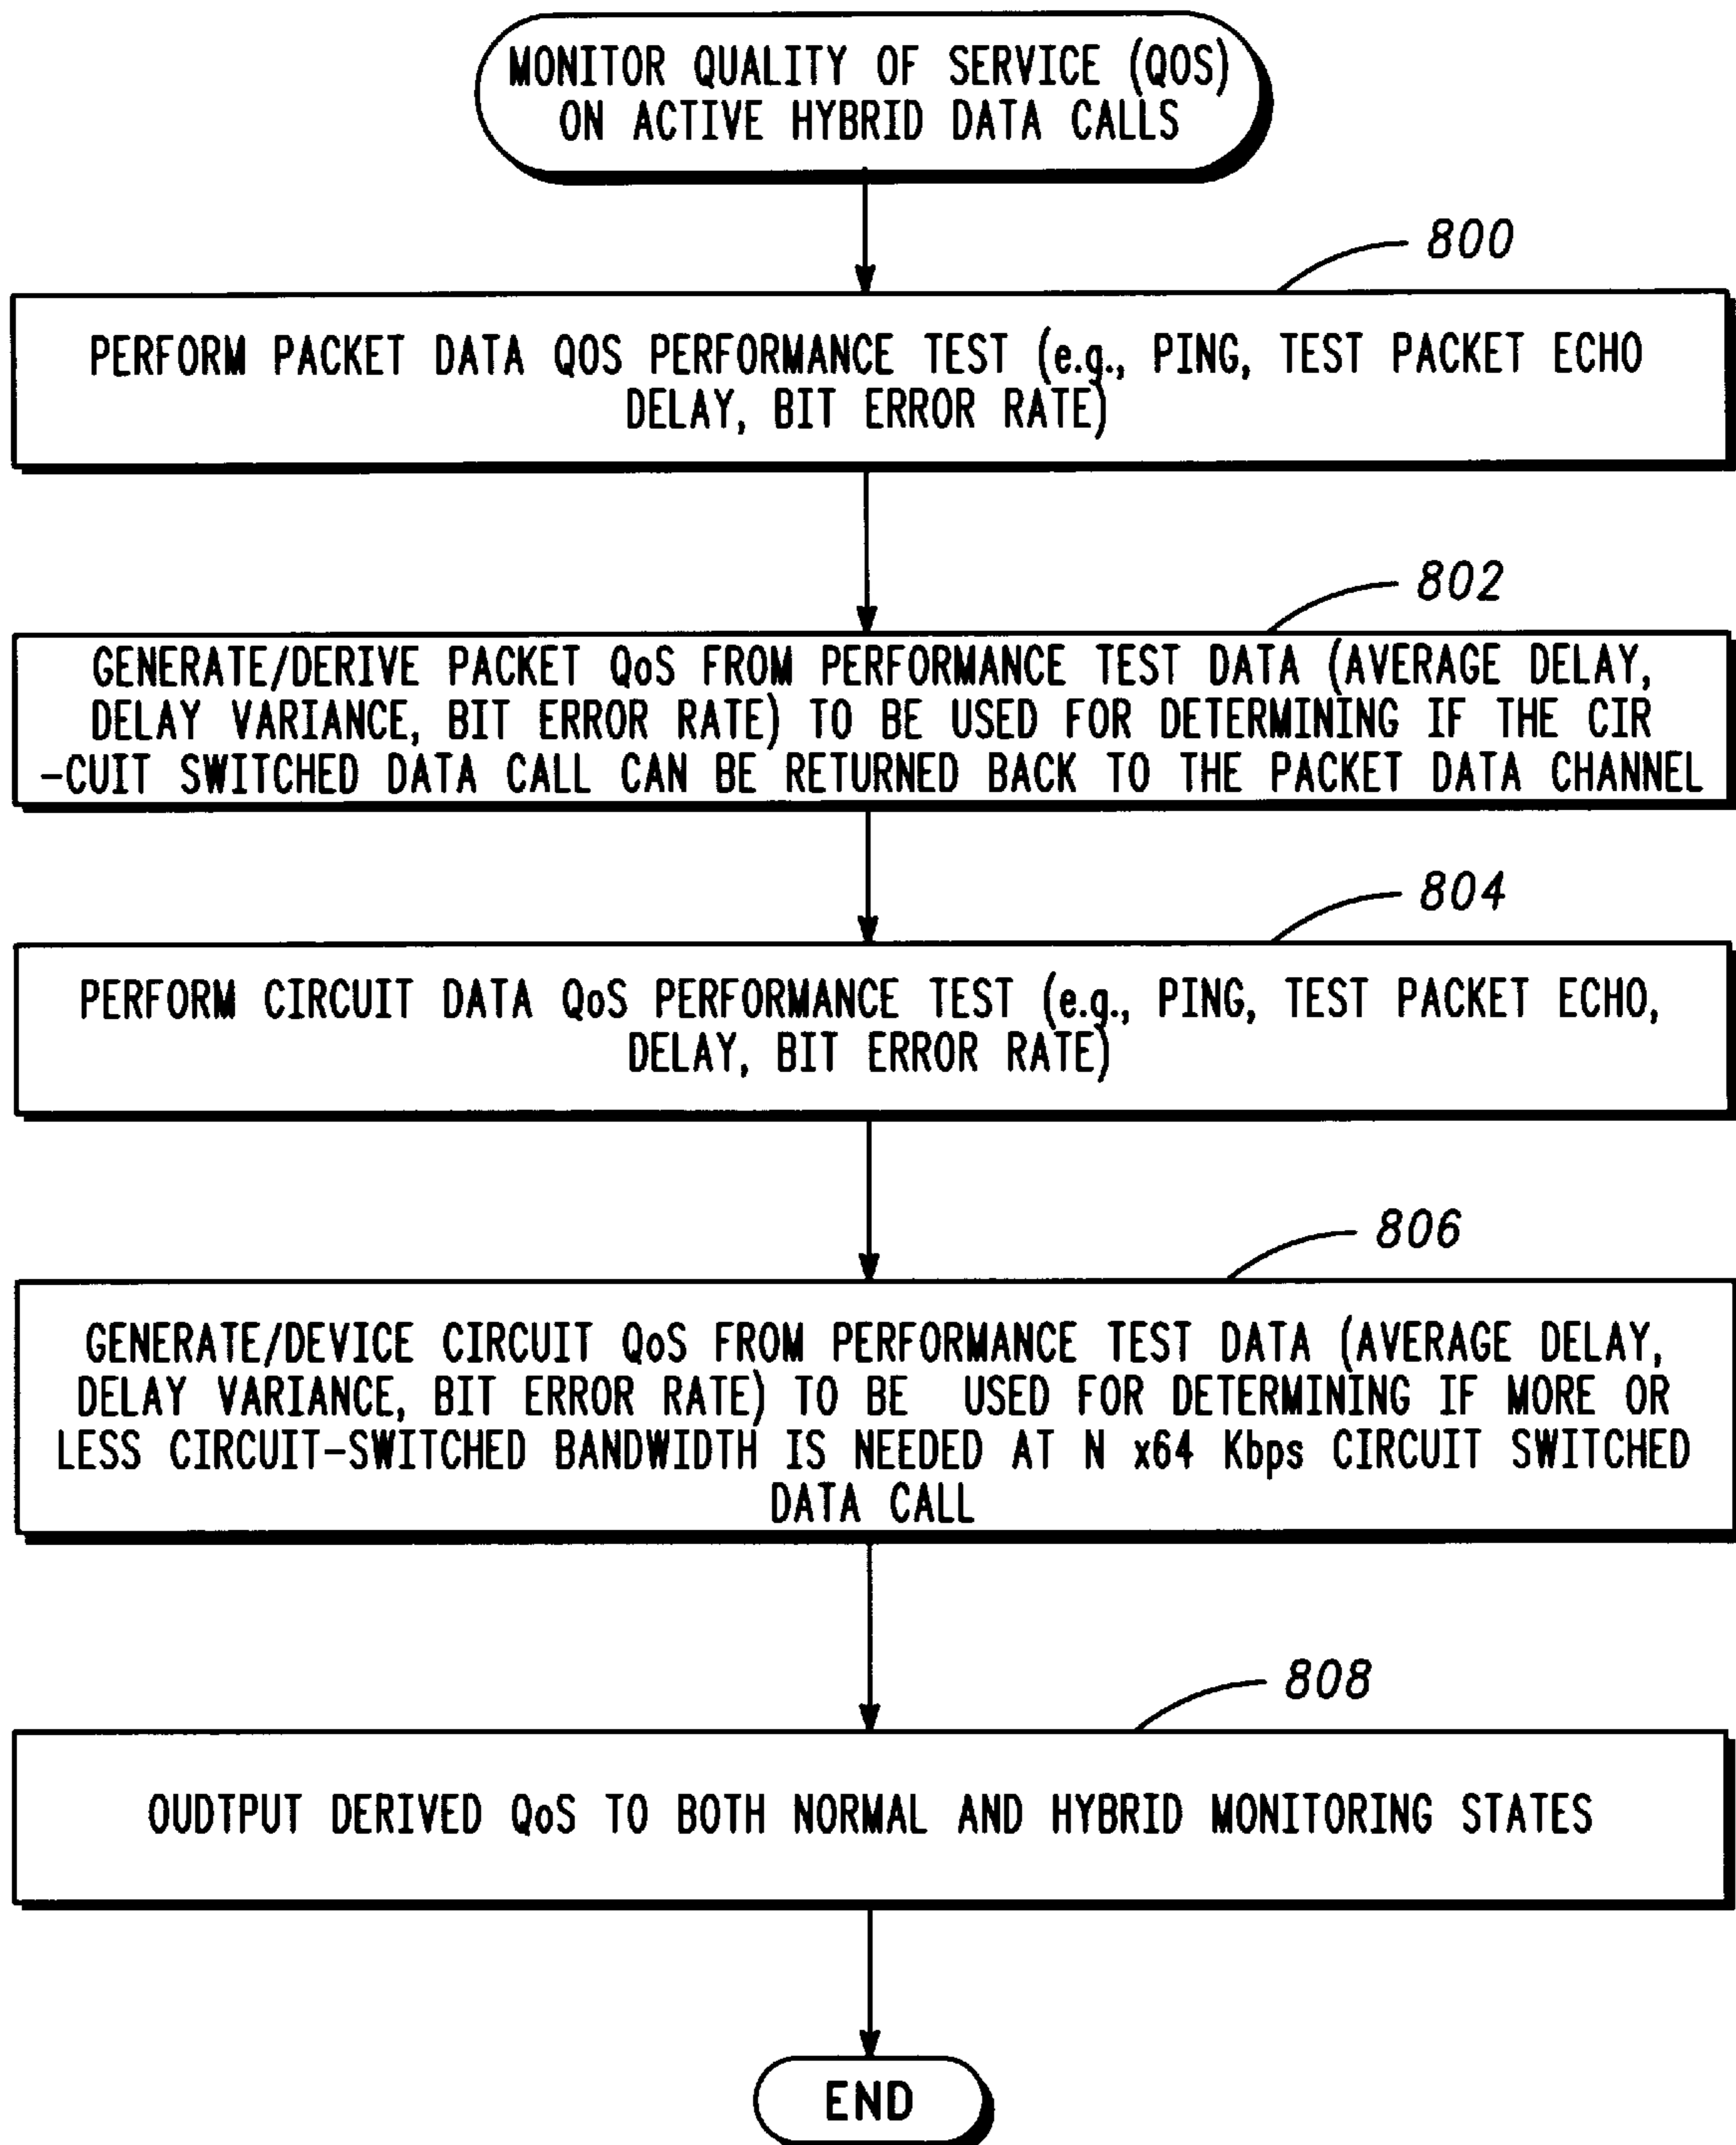 MONITOR QUALITY OF SERVICE (QOS)
ON ACTIVE HYBRID DATA CALLS
800
PERFORM PACKET DATA QOS PERFORMANCE TEST (e.g., PING, TEST PACKET ECHO
DELAY, BIT ERROR RATE)
802
GENERATE/DERIVE PACKET QoS FROM PERFORMANCE TEST DATA (AVERAGE DELAY,
DELAY VARIANCE, BIT ERROR RATE) TO BE USED FOR DETERMINING IF THE CIR
-CUIT SWITCHED DATA CALL CAN BE RETURNED BACK TO THE PACKET DATA CHANNEL
804
PERFORM CIRCUIT DATA QoS PERFORMANCE TEST (e.g., PING, TEST PACKET ECHO,
DELAY, BIT ERROR RATE)
806
GENERATE/DEVICE CIRCUIT QoS FROM PERFORMANCE TEST DATA (AVERAGE DELAY,
DELAY VARIANCE, BIT ERROR RATE) TO BE USED FOR DETERMINING IF MORE OR
LESS CIRCUIT-SWITCHED BANDWIDTH IS NEEDED AT N x64 Kbps CIRCUIT SWITCHED
DATA CALL
808
OUDTPUT DERIVED QoS TO BOTH NORMAL AND HYBRID MONITORING STATES
END